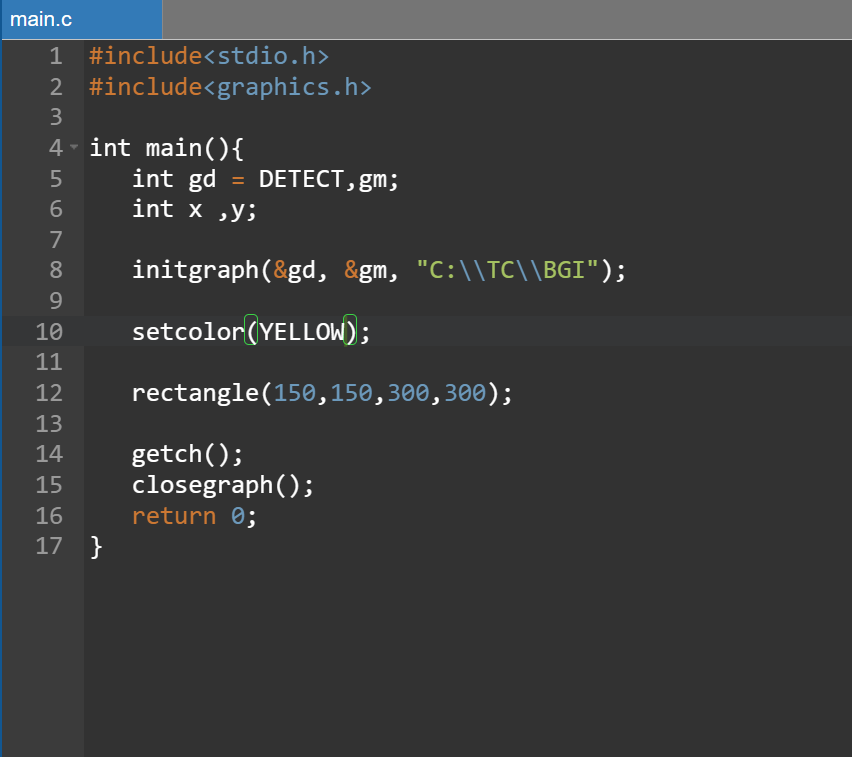 main.c
1 #include<stdio.h>
2 #include<graphics.h>
3
4 int main(){
5    int gd = DETECT,gm;
6    int x ,y;
7
8    initgraph(&gd, &gm, "C:\\TC\\BGI");
9
10    setcolor(YELLOW);
11
12    rectangle(150,150,300,300);
13
14    getch();
15    closegraph();
16    return 0;
17 }